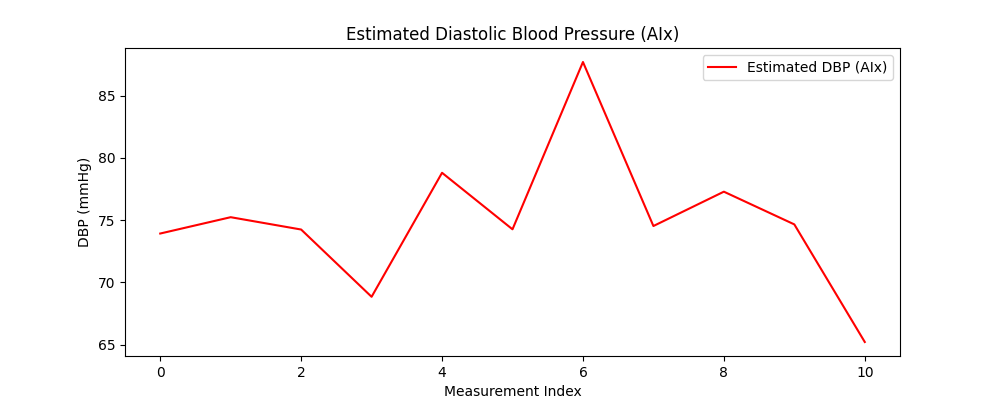 Estimated Diastolic Blood Pressure (AIx)
Estimated DBP (AIx)
DBP (mmHg)
85
80
75
70
65
0 2 4 6 8 10
Measurement Index